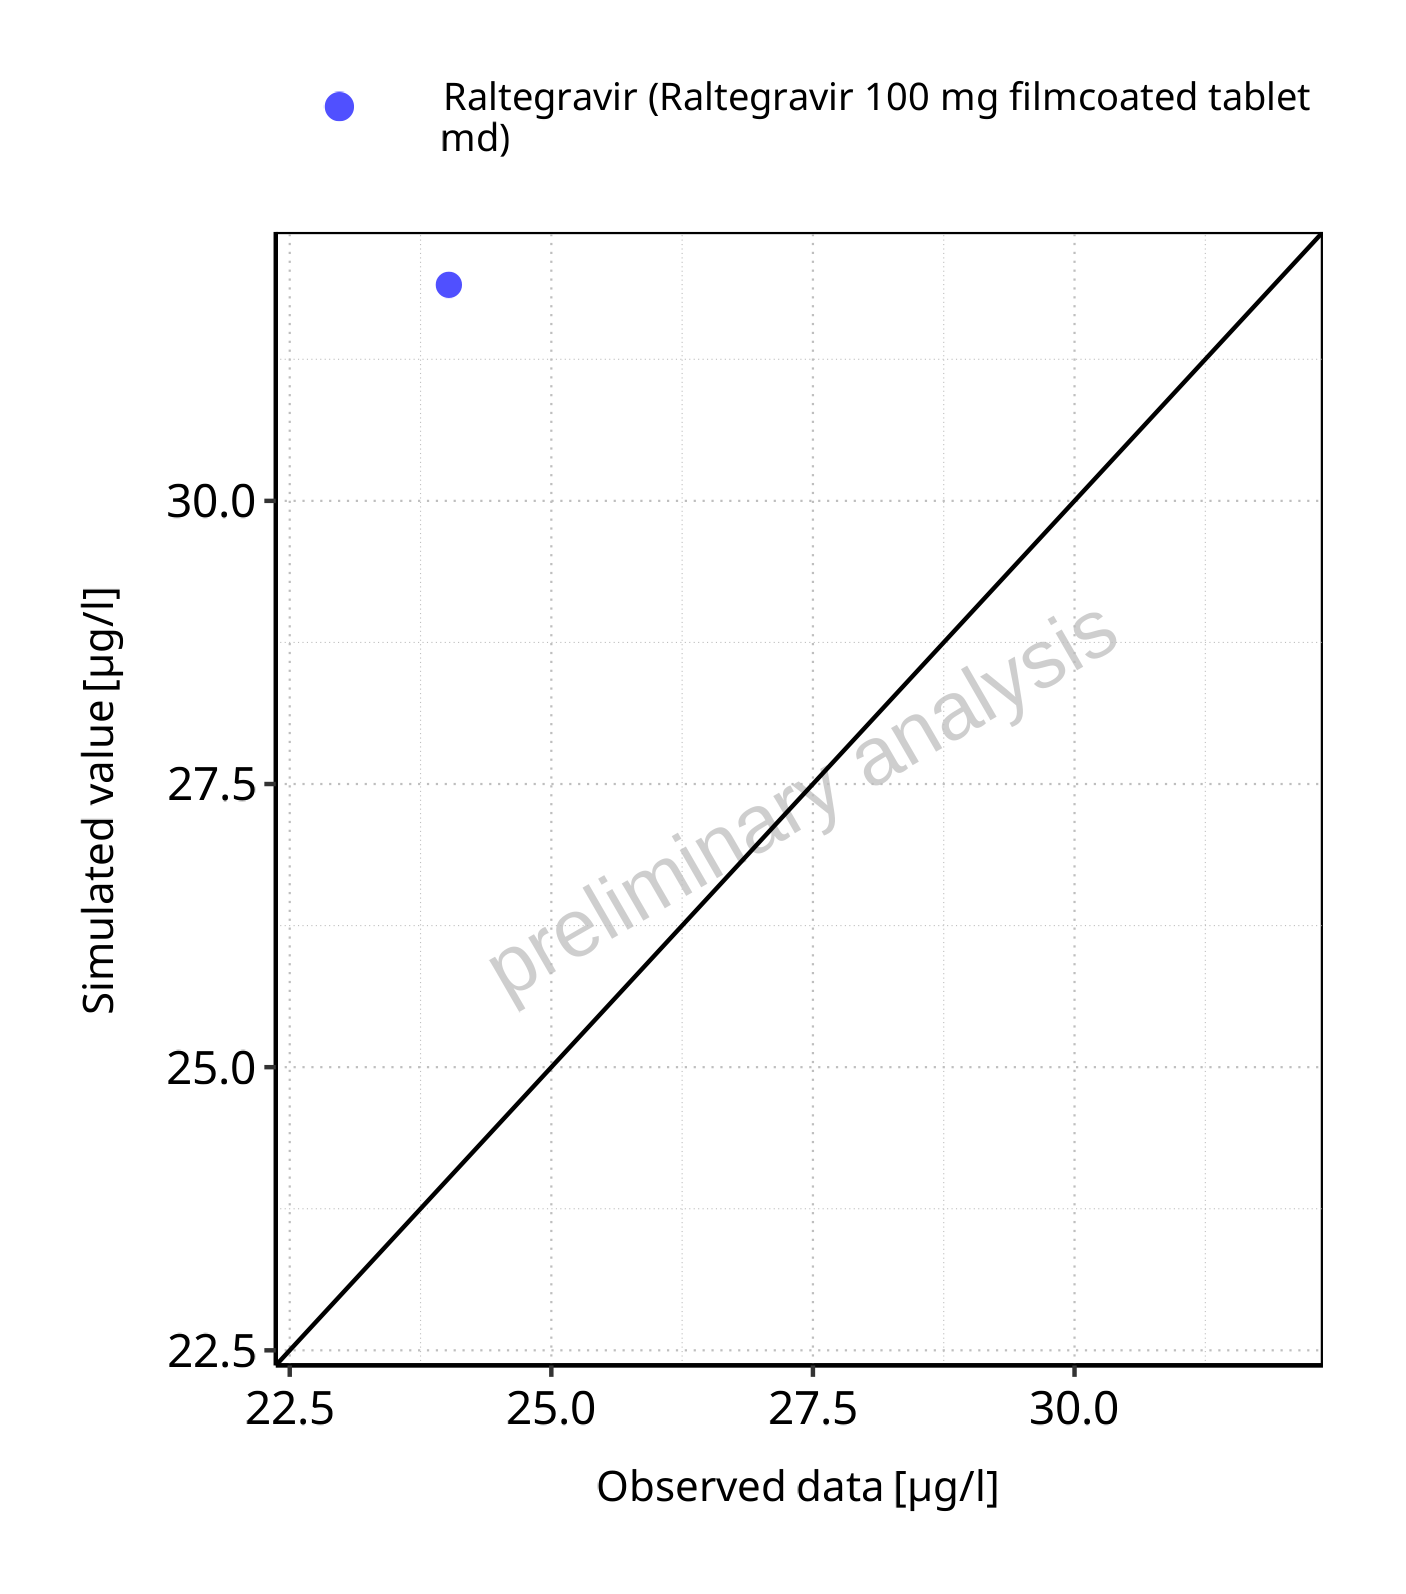 Raltegravir (Raltegravir 100 mg filmcoated tablet
md)
30.0
27.5
25.0
22.5
Simulated value [µg/l]
preliminary analysis
22.5 25.0 27.5 30.0
Observed data [µg/l]